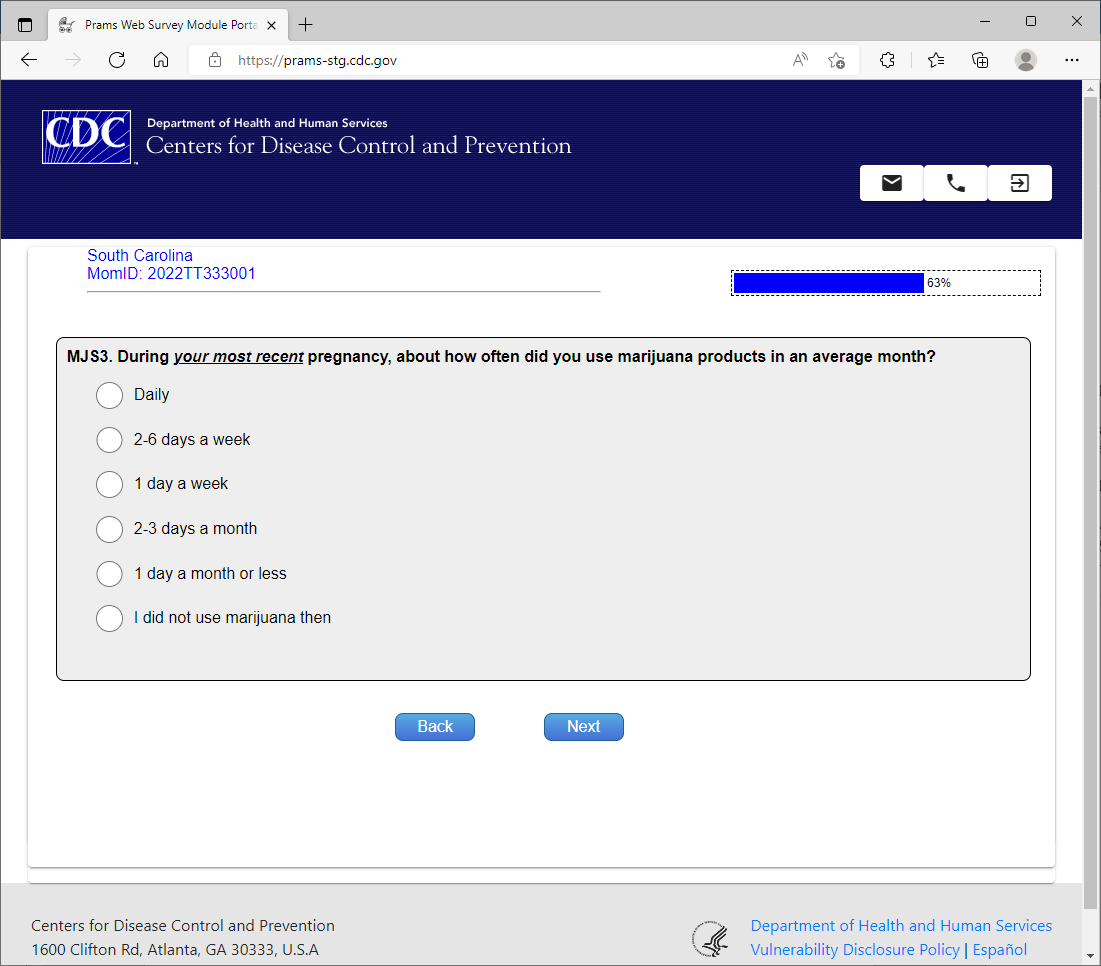 Prams Web Survey Module Porta
https://prams-stg.cdc.gov
CDC
Department of Health and Human Services
Centers for Disease Control and Prevention
South Carolina
MomID: 2022TT333001
63%
MJS3. During your most recent pregnancy, about how often did you use marijuana products in an average month?
Daily
2-6 days a week
1 day a week
2-3 days a month
1 day a month or less
I did not use marijuana then
Back
Next
Centers for Disease Control and Prevention
1600 Clifton Rd, Atlanta, GA 30333, U.S.A
Department of Health and Human Services
Vulnerability Disclosure Policy | Español